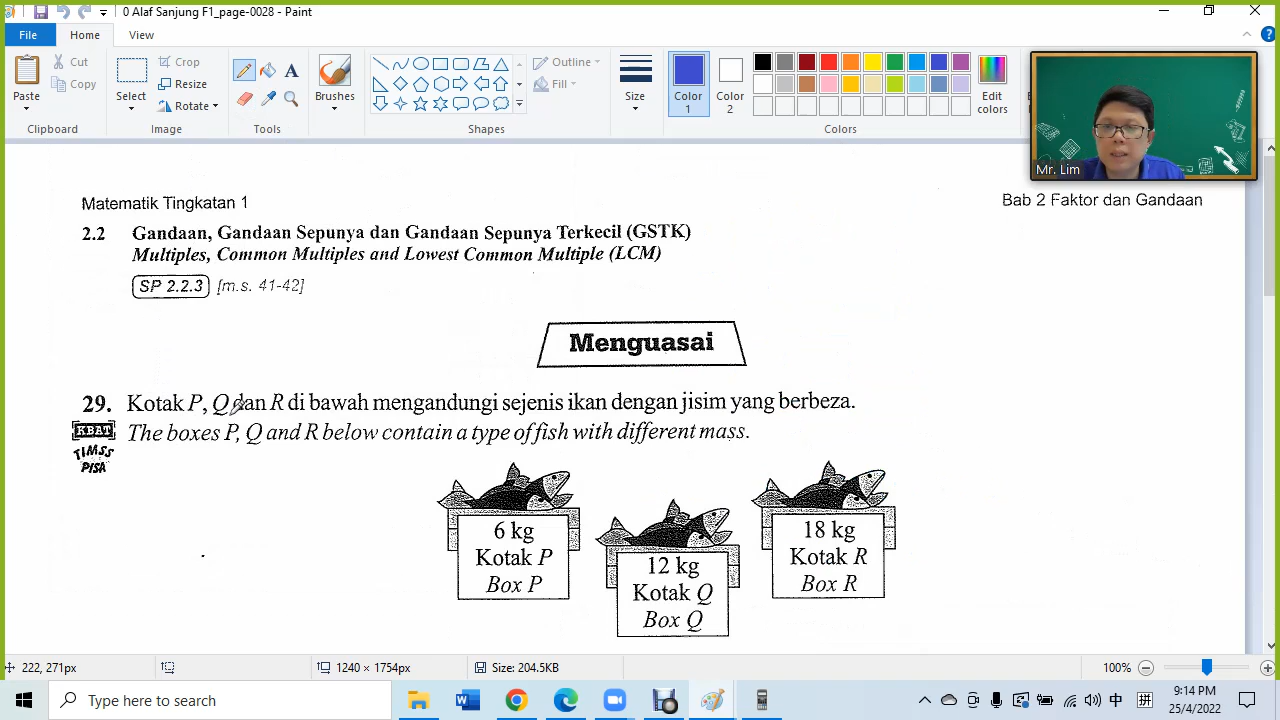 0 Alaf Sanjung F1_page-0028 - Paint
File
Home
View
Paste
Cut
Copy
Clipboard
Select
Crop
Resize
Rotate
Image
Tools
Brushes
Shapes
Outline
Fill
Size
Color 1
Color 2
Edit colors
Colors
Mr. Lim
Matematik Tingkatan 1
Bab 2 Faktor dan Gandaan
2.2 Gandaan, Gandaan Sepunya dan Gandaan Sepunya Terkecil (GSTK)
Multiples, Common Multiples and Lowest Common Multiple (LCM)
SP 2.2.3 [m.s. 41-42]
Menguasai
29. Kotak P, Q dan R di bawah mengandungi sejenis ikan dengan jisim yang berbeza.
KBAT The boxes P, Q and R below contain a type of fish with different mass.
TIMSS
PISA
6 kg
Kotak P
Box P
12 kg
Kotak Q
Box Q
18 kg
Kotak R
Box R
222, 271px
1240 × 1754px
Size: 204.5KB
100%
Type here to search
中
拼
9:14 PM
25/4/2022